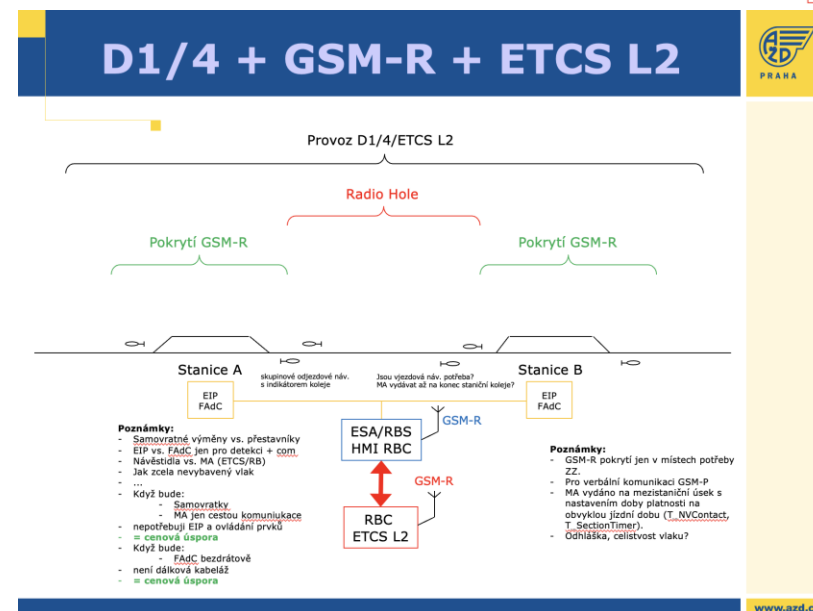 D1/4 + GSM-R + ETCS L2
AŽD
PRAHA
Provoz D1/4/ETCS L2
Radio Hole
Pokrytí GSM-R
Pokrytí GSM-R
Stanice A
skupinové odjezdové náv.
s indikátorem koleje
Jsou vjezdová náv. potřeba?
MA vydávat až na konec staniční koleje?
Stanice B
EIP
FAdC
EIP
FAdC
GSM-R
ESA/RBS
HMI RBC
GSM-R
RBC
ETCS L2
Poznámky:
- Samovratné výměny vs. přestavníky
- EIP vs. FAdC jen pro detekci + com
- Návěstidla vs. MA (ETCS/RB)
- Jak zcela nevybavený vlak
- ...
- Když bude:
- Samovratky
- MA jen cestou komuniukace
- nepotřebuji EIP a ovládání prvků
- = cenová úspora
- Když bude:
- FAdC bezdrátově
- není dálková kabeláž
- = cenová úspora
Poznámky:
- GSM-R pokrytí jen v místech potřeby
ZZ.
- Pro verbální komunikaci GSM-P
- MA vydáno na mezistaniční úsek s
nastavením doby platnosti na
obvyklou jízdní dobu (T_NVContact,
T_SectionTimer).
- Odhláška, celistvost vlaku?